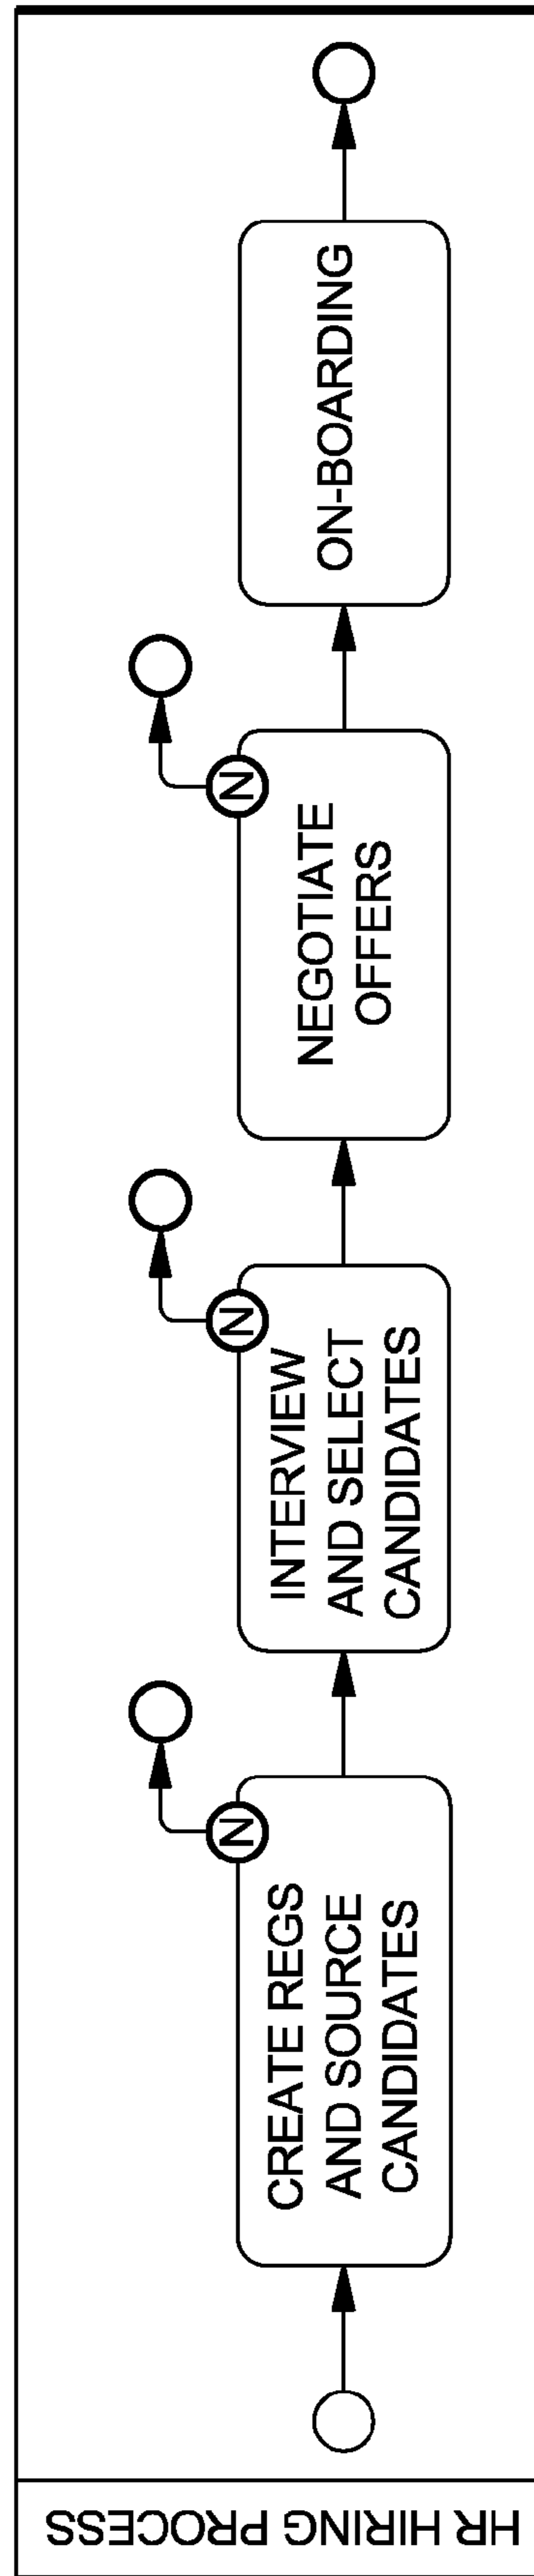 HR HIRING PROCESS
CREATE REGS
AND SOURCE
CANDIDATES
N
INTERVIEW
AND SELECT
CANDIDATES
N
NEGOTIATE
OFFERS
N
ON-BOARDING